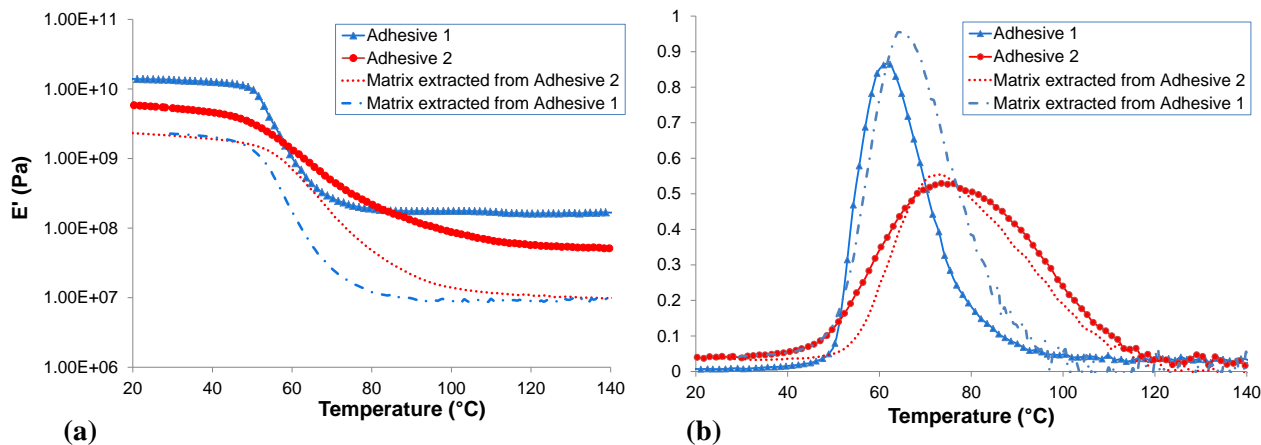 1.00E+11
1.00E+10
1.00E+09
1.00E+08
1.00E+07
1.00E+06
E' (Pa)
20 40 60 80 100 120 140
Temperature (°C)
Adhesive 1
Adhesive 2
Matrix extracted from Adhesive 2
Matrix extracted from Adhesive 1
(a)
1
0.9
0.8
0.7
0.6
0.5
0.4
0.3
0.2
0.1
0
20 40 60 80 100 120 140
Temperature (°C)
Adhesive 1
Adhesive 2
Matrix extracted from Adhesive 2
Matrix extracted from Adhesive 1
(b)